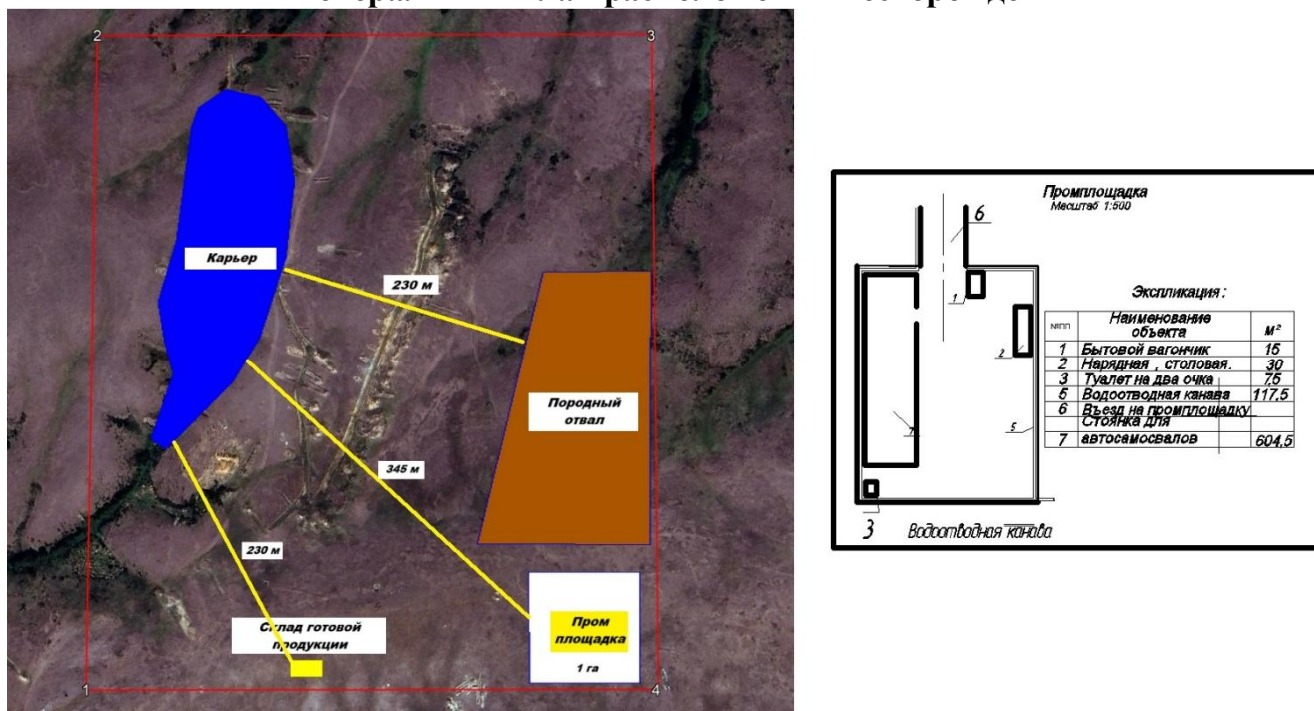 2
3
Карьер
230 м
Породный
отвал
345 м
230 м
Склад готовой
продукции
Пром
площадка
1 га
1
4
Промплощадка
Масштаб 1:500
6
1
2
7
5
3
Водоотводная канава
Экспликация :
№ПП Наименование объекта м²
1 Бытовой вагончик 15
2 Нарядная , столовая. 30
3 Туалет на два очка 7,5
5 Водоотводная канава 117,5
6 Въезд на промплощадку
7 Стоянка для автосамосвалов 604,5